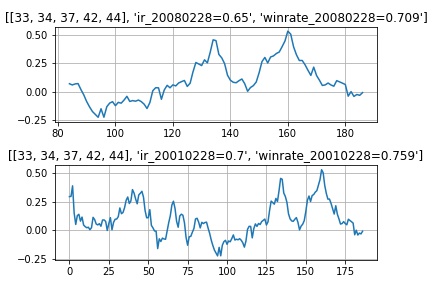 [[33, 34, 37, 42, 44], 'ir_20080228=0.65', 'winrate_20080228=0.709']
0.50
0.25
0.00
−0.25
80 100 120 140 160 180
[[33, 34, 37, 42, 44], 'ir_20010228=0.7', 'winrate_20010228=0.759']
0.50
0.25
0.00
−0.25
0 25 50 75 100 125 150 175